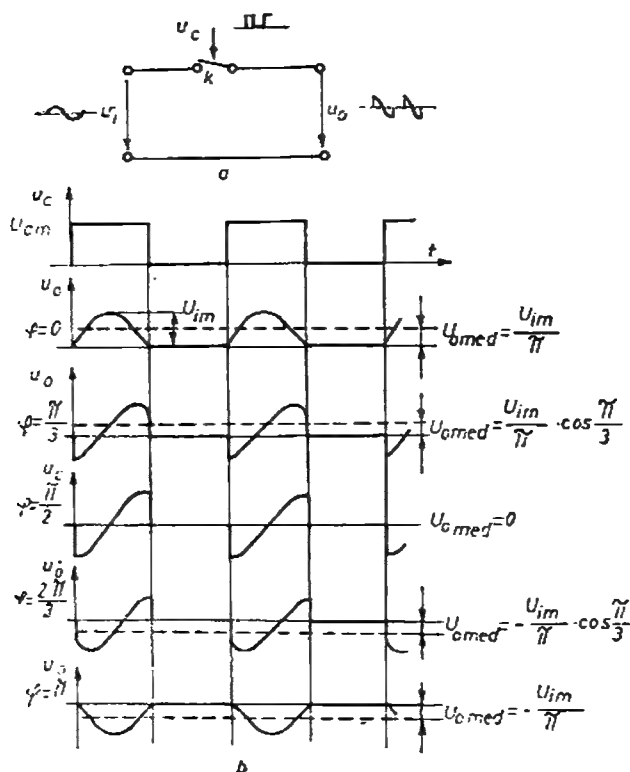 u_c
k
u_i
u_o
a
u_c
U_cm
t
u_o
φ=0
U_im
U_omed = U_im/π
u_o
φ=π/3
U_omed = U_im/π · cos π/3
u_o
φ=π/2
U_omed=0
u_o
φ=2π/3
U_omed = -U_im/π · cos π/3
u_o
φ=π
U_omed = -U_im/π
b